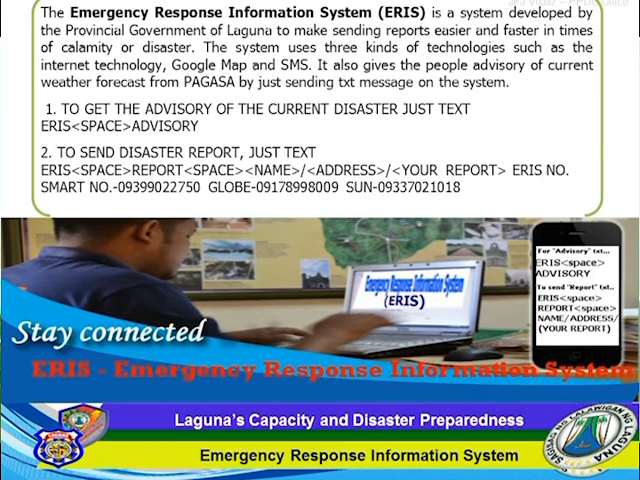 The Emergency Response Information System (ERIS) is a system developed by
the Provincial Government of Laguna to make sending reports easier and faster in times
of calamity or disaster. The system uses three kinds of technologies such as the
internet technology, Google Map and SMS. It also gives the people advisory of current
weather forecast from PAGASA by just sending txt message on the system.
1. TO GET THE ADVISORY OF THE CURRENT DISASTER JUST TEXT
ERIS<SPACE>ADVISORY
2. TO SEND DISASTER REPORT, JUST TEXT
ERIS<SPACE>REPORT<SPACE><NAME>/<ADDRESS>/<YOUR REPORT> ERIS NO.
SMART NO.-09399022750 GLOBE-09178998009 SUN-09337021018
Emergency Response Information System
(ERIS)
For "Advisory" txt...
ERIS<space>
ADVISORY
To send "Report" txt..
ERIS<space>
REPORT<space>
NAME/ADDRESS/
(YOUR REPORT)
Stay connected
ERIS - Emergency Response Information System
Laguna's Capacity and Disaster Preparedness
Emergency Response Information System
SAGISAG NG LALAWIGAN NG LAGUNA